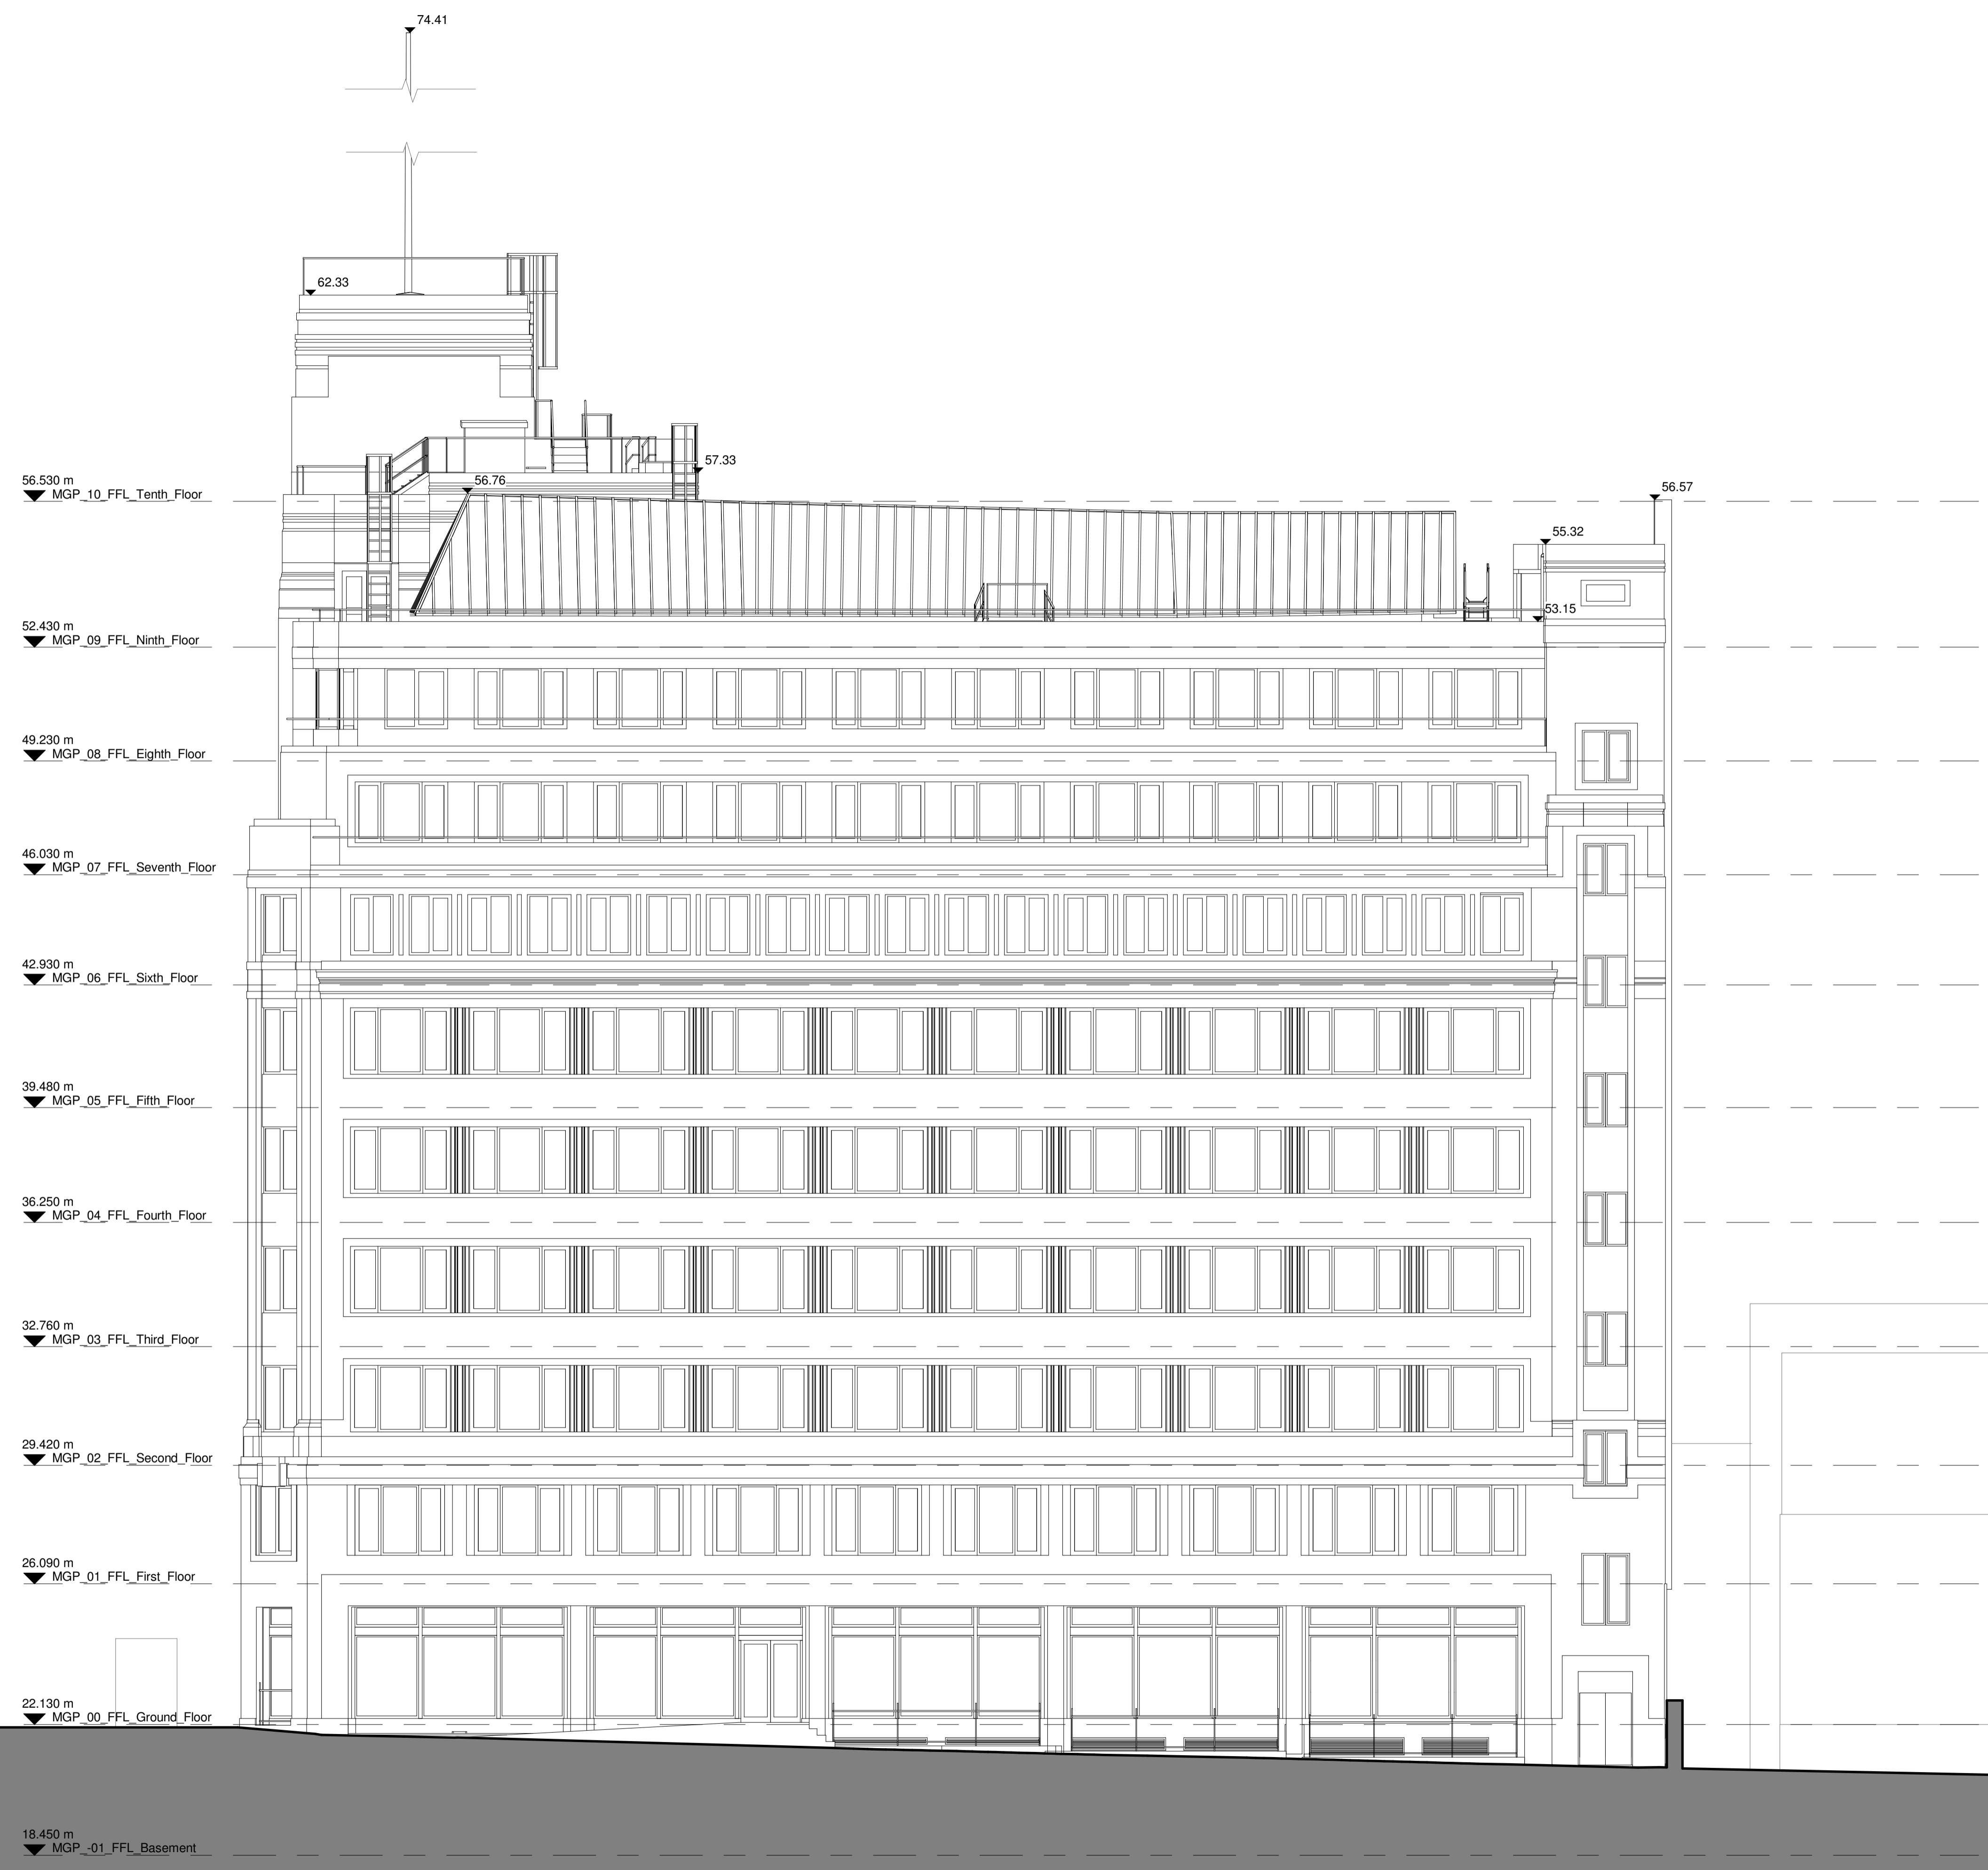 74.41
62.33
57.33
56.76
56.530 m
MGP_10_FFL_Tenth_Floor
56.57
55.32
53.15
52.430 m
MGP_09_FFL_Ninth_Floor
49.230 m
MGP_08_FFL_Eighth_Floor
46.030 m
MGP_07_FFL_Seventh_Floor
42.930 m
MGP_06_FFL_Sixth_Floor
39.480 m
MGP_05_FFL_Fifth_Floor
36.250 m
MGP_04_FFL_Fourth_Floor
32.760 m
MGP_03_FFL_Third_Floor
29.420 m
MGP_02_FFL_Second_Floor
26.090 m
MGP_01_FFL_First_Floor
22.130 m
MGP_00_FFL_Ground_Floor
18.450 m
MGP_-01_FFL_Basement